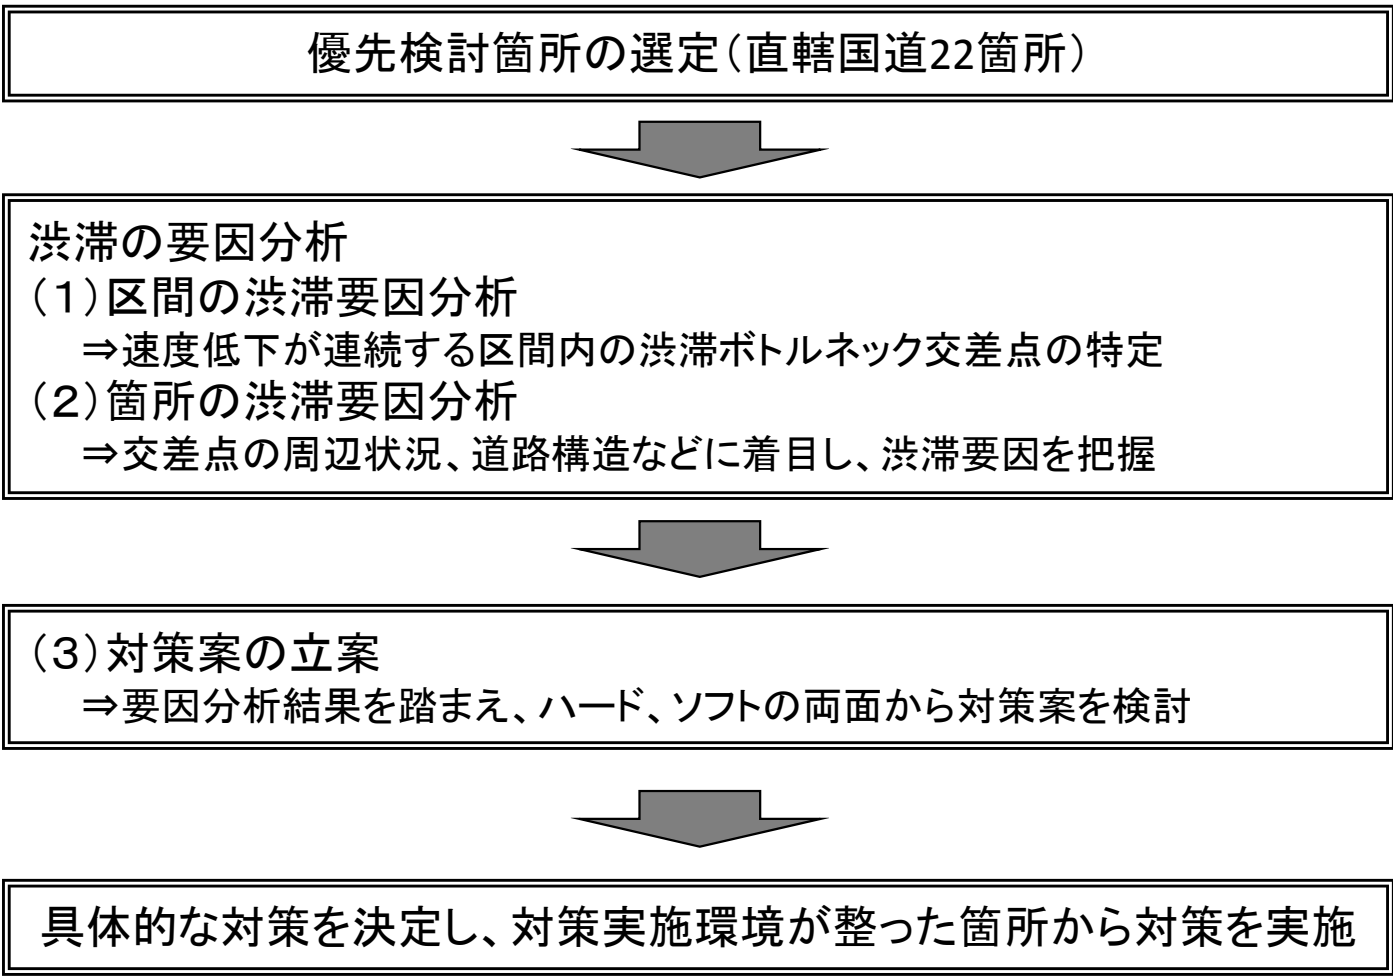 優先検討箇所の選定（直轄国道22箇所）
渋滞の要因分析
（１）区間の渋滞要因分析
⇒速度低下が連続する区間内の渋滞ボトルネック交差点の特定
（２）箇所の渋滞要因分析
⇒交差点の周辺状況、道路構造などに着目し、渋滞要因を把握
（３）対策案の立案
⇒要因分析結果を踏まえ、ハード、ソフトの両面から対策案を検討
具体的な対策を決定し、対策実施環境が整った箇所から対策を実施